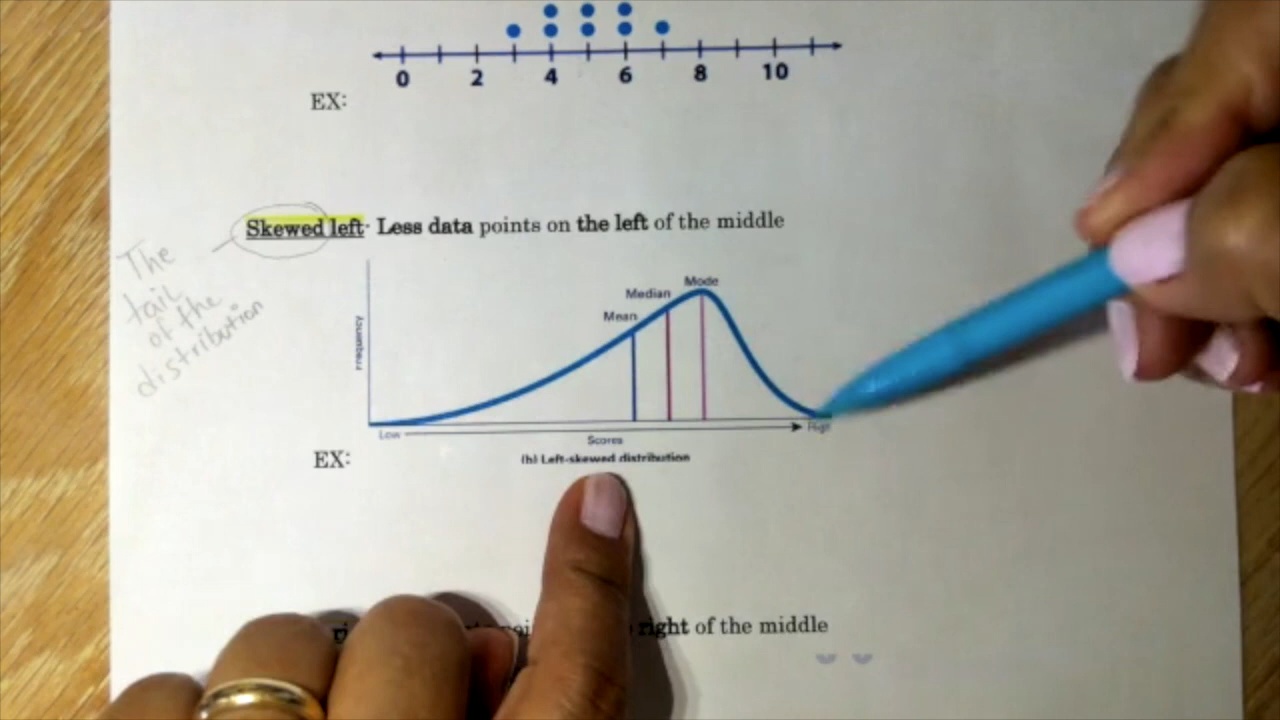 0 2 4 6 8 10
EX:
Skewed left- Less data points on the left of the middle
The
tail
of the
distribution
Mode
Median
Mean
Frequency
Low
High
Scores
EX:
(b) Left-skewed distribution
right of the middle